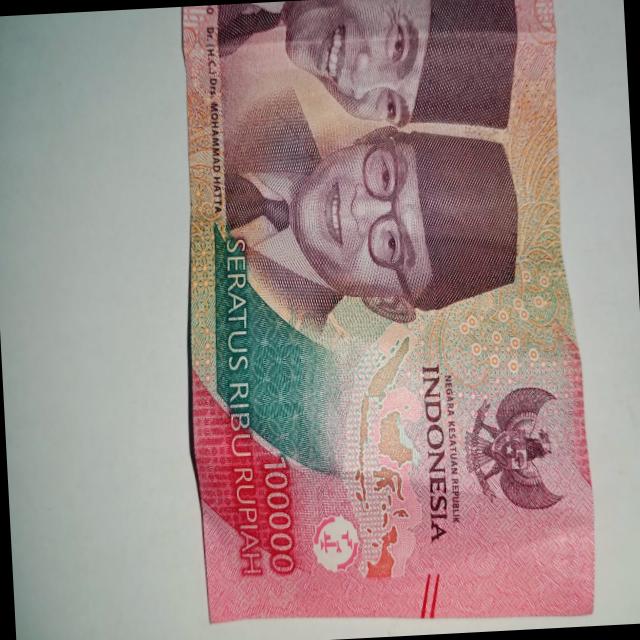 NEGARA KESATUAN REPUBLIK
INDONESIA
100000
SERATUS RIBU RUPIAH
Dr. (H.C.) Drs. MOHAMMAD HATTA